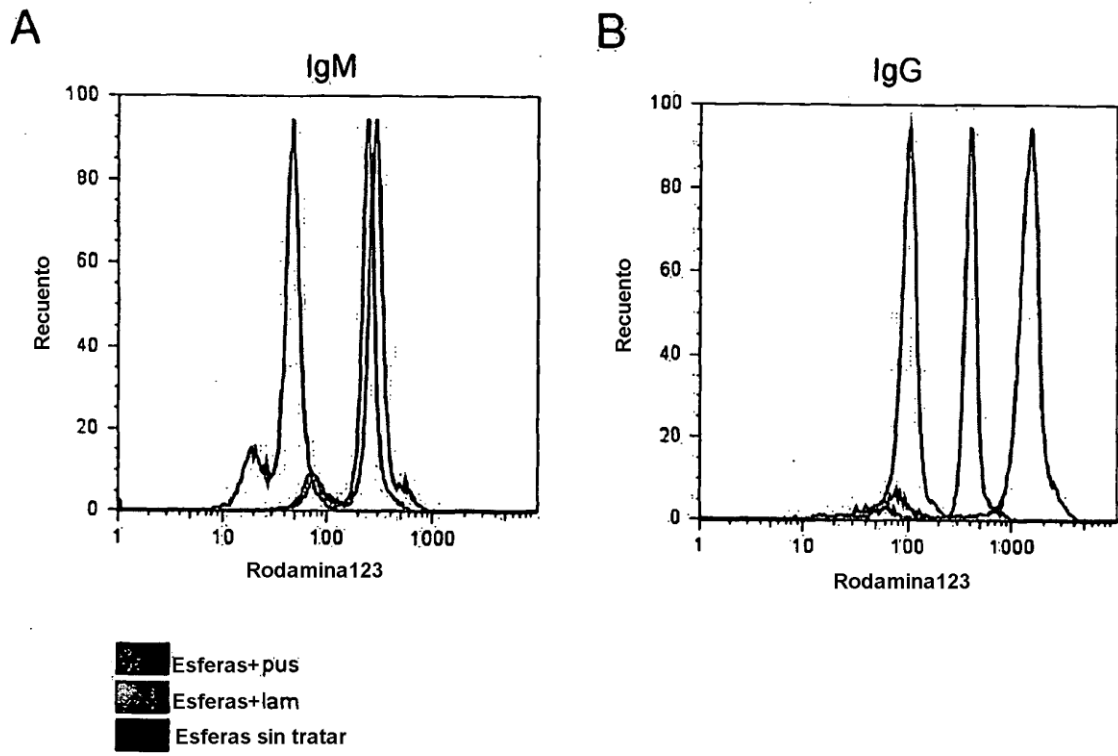 A
IgM
100
80
60
40
20
0
Recuento
1
10
100
1000
Rodamina123
B
IgG
100
80
60
40
20
0
Recuento
1
10
100
1000
Rodamina123
Esferas+pus
Esferas+lam
Esferas sin tratar